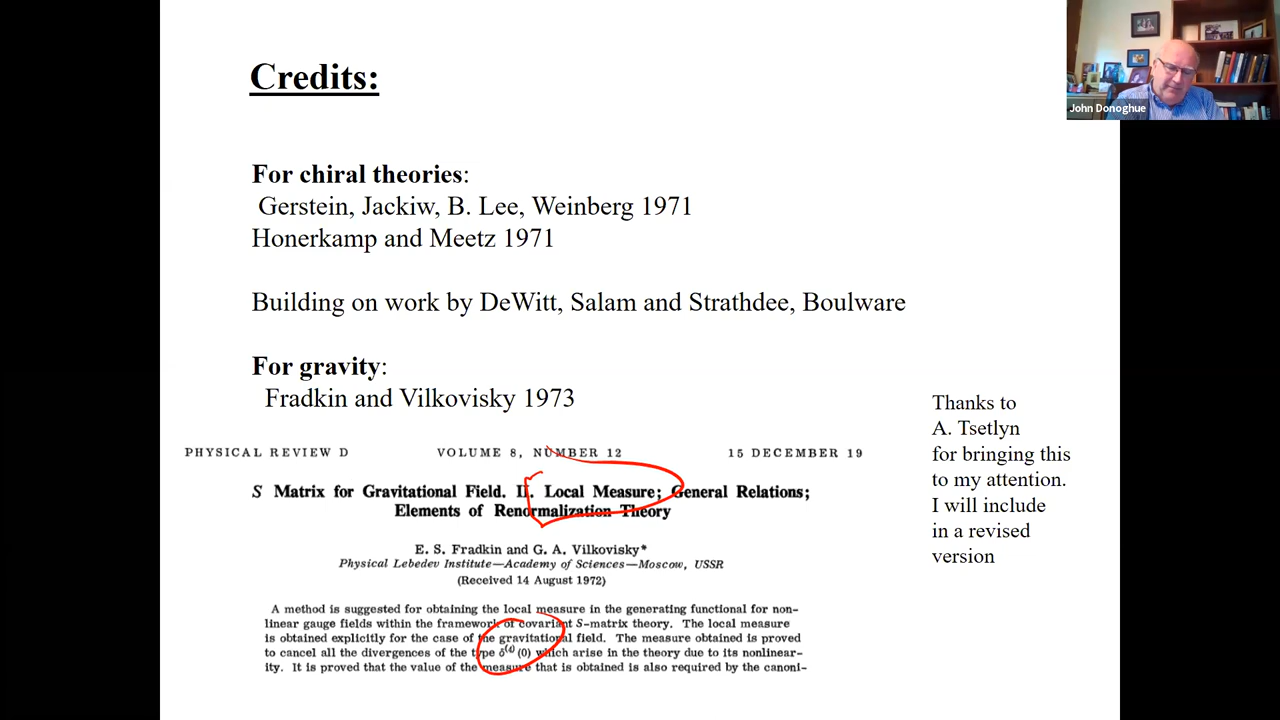 Credits:
John Donoghue
For chiral theories:
Gerstein, Jackiw, B. Lee, Weinberg 1971
Honerkamp and Meetz 1971
Building on work by DeWitt, Salam and Strathdee, Boulware
For gravity:
Fradkin and Vilkovisky 1973
Thanks to
A. Tsetlyn
for bringing this
to my attention.
I will include
in a revised
version
PHYSICAL REVIEW D VOLUME 8, NUMBER 12 15 DECEMBER 19
S Matrix for Gravitational Field. II. Local Measure; General Relations;
Elements of Renormalization Theory
E. S. Fradkin and G. A. Vilkovisky*
Physical Lebedev Institute—Academy of Sciences—Moscow, USSR
(Received 14 August 1972)
A method is suggested for obtaining the local measure in the generating functional for non-
linear gauge fields within the framework of covariant S-matrix theory. The local measure
is obtained explicitly for the case of the gravitational field. The measure obtained is proved
to cancel all the divergences of the type δ⁽⁴⁾(0) which arise in the theory due to its nonlinear-
ity. It is proved that the value of the measure that is obtained is also required by the canoni-